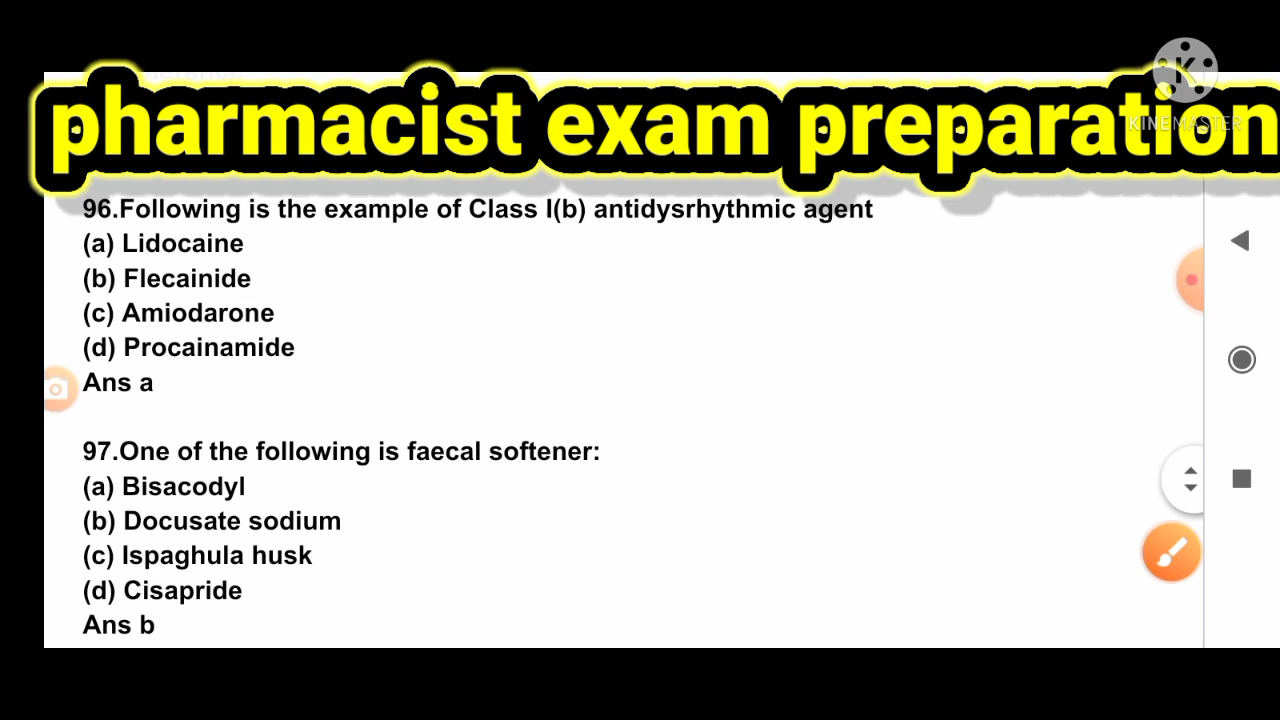 pharmacist exam preparation
KINEMASTER
96.Following is the example of Class I(b) antidysrhythmic agent
(a) Lidocaine
(b) Flecainide
(c) Amiodarone
(d) Procainamide
Ans a
97.One of the following is faecal softener:
(a) Bisacodyl
(b) Docusate sodium
(c) Ispaghula husk
(d) Cisapride
Ans b